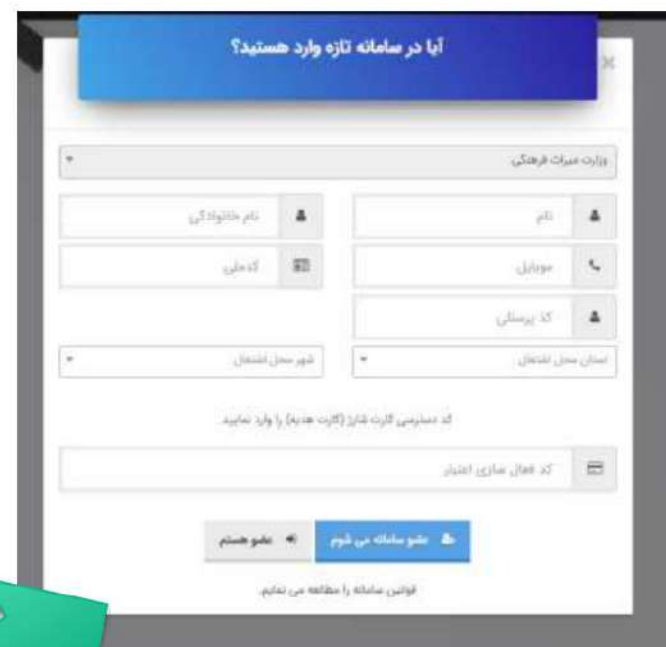 آیا در سامانه تازه وارد هستید؟
وزارت میراث فرهنگی
نام
نام خانوادگی
موبایل
کدملی
کد پرسنلی
استان محل اشتغال
شهر محل اشتغال
کد دسترسی کارت شارژ (کارت هدیه) را وارد نمایید.
کد فعال سازی اعتبار
عضو سامانه می شوم
عضو هستم
قوانین سامانه را مطالعه می نمایم.